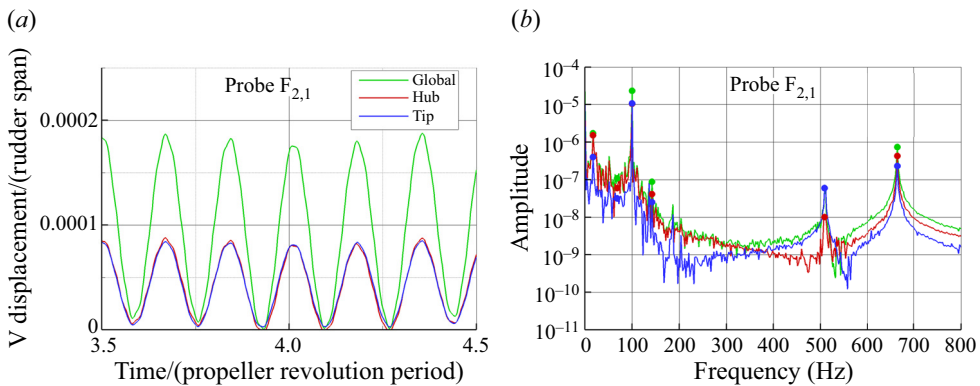 (a)
Probe F2,1
Global
Hub
Tip
V displacement/(rudder span)
0.0002
0.0001
0
3.5
4.0
4.5
Time/(propeller revolution period)
(b)
Probe F2,1
Amplitude
10–4
10–5
10–6
10–7
10–8
10–9
10–10
10–11
0 100 200 300 400 500 600 700 800
Frequency (Hz)